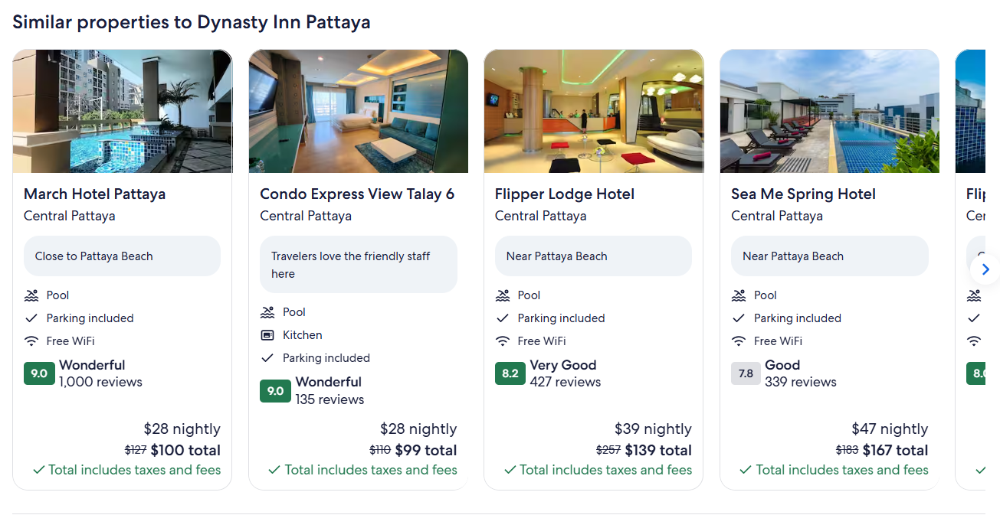 Similar properties to Dynasty Inn Pattaya
March Hotel Pattaya
Central Pattaya
Close to Pattaya Beach
Pool
Parking included
Free WiFi
9.0
Wonderful
1,000 reviews
$28 nightly
$127 $100 total
Total includes taxes and fees
Condo Express View Talay 6
Central Pattaya
Travelers love the friendly staff
here
Pool
Kitchen
Parking included
9.0
Wonderful
135 reviews
$28 nightly
$110 $99 total
Total includes taxes and fees
Flipper Lodge Hotel
Central Pattaya
Near Pattaya Beach
Pool
Parking included
Free WiFi
8.2
Very Good
427 reviews
$39 nightly
$257 $139 total
Total includes taxes and fees
Sea Me Spring Hotel
Central Pattaya
Near Pattaya Beach
Pool
Parking included
Free WiFi
7.8
Good
339 reviews
$47 nightly
$183 $167 total
Total includes taxes and fees